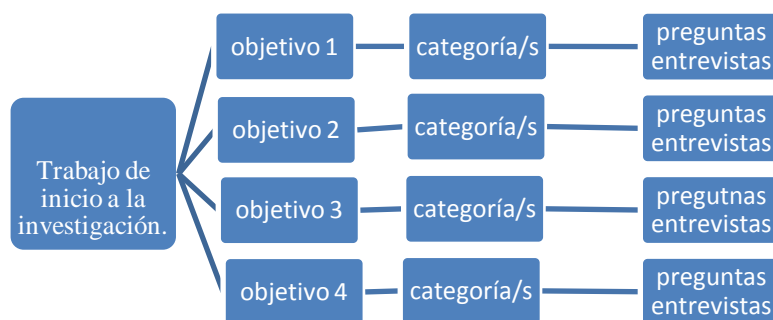 Trabajo de
inicio a la
investigación.
objetivo 1
categoría/s
preguntas
entrevistas
objetivo 2
categoría/s
preguntas
entrevistas
objetivo 3
categoría/s
pregutnas
entrevistas
objetivo 4
categoría/s
preguntas
entrevistas